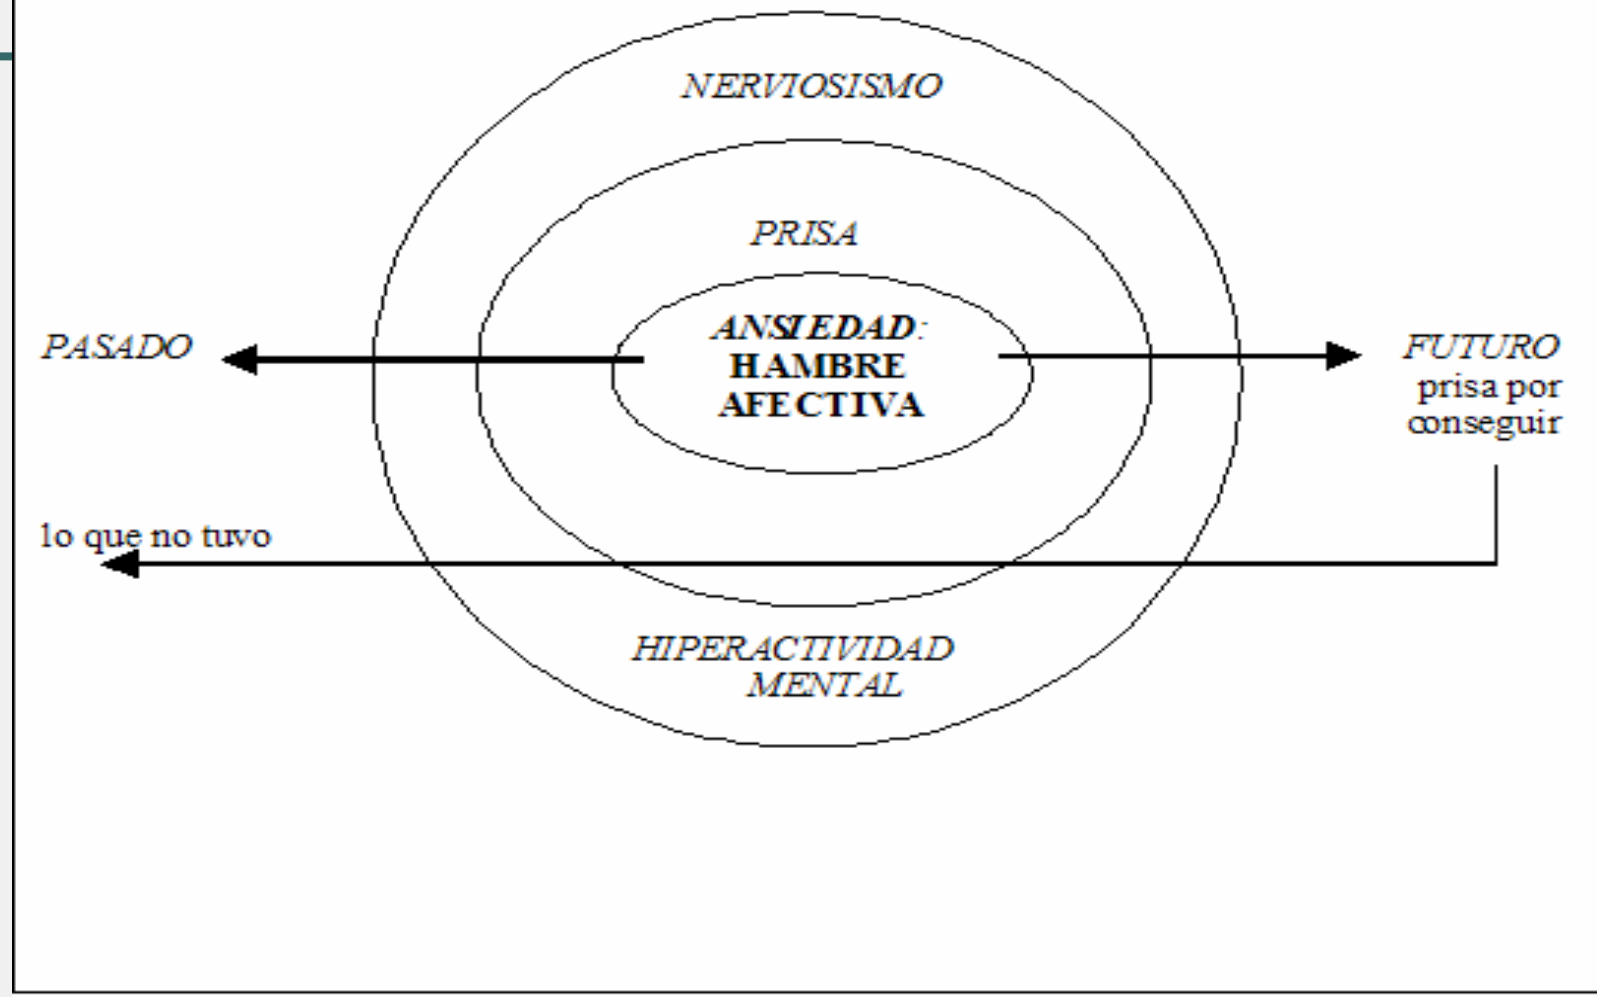 NERVIOSISMO
PRISA
ANSIEDAD:
HAMBRE
AFECTIVA
PASADO
FUTURO
prisa por
conseguir
lo que no tuvo
HIPERACTIVIDAD
MENTAL